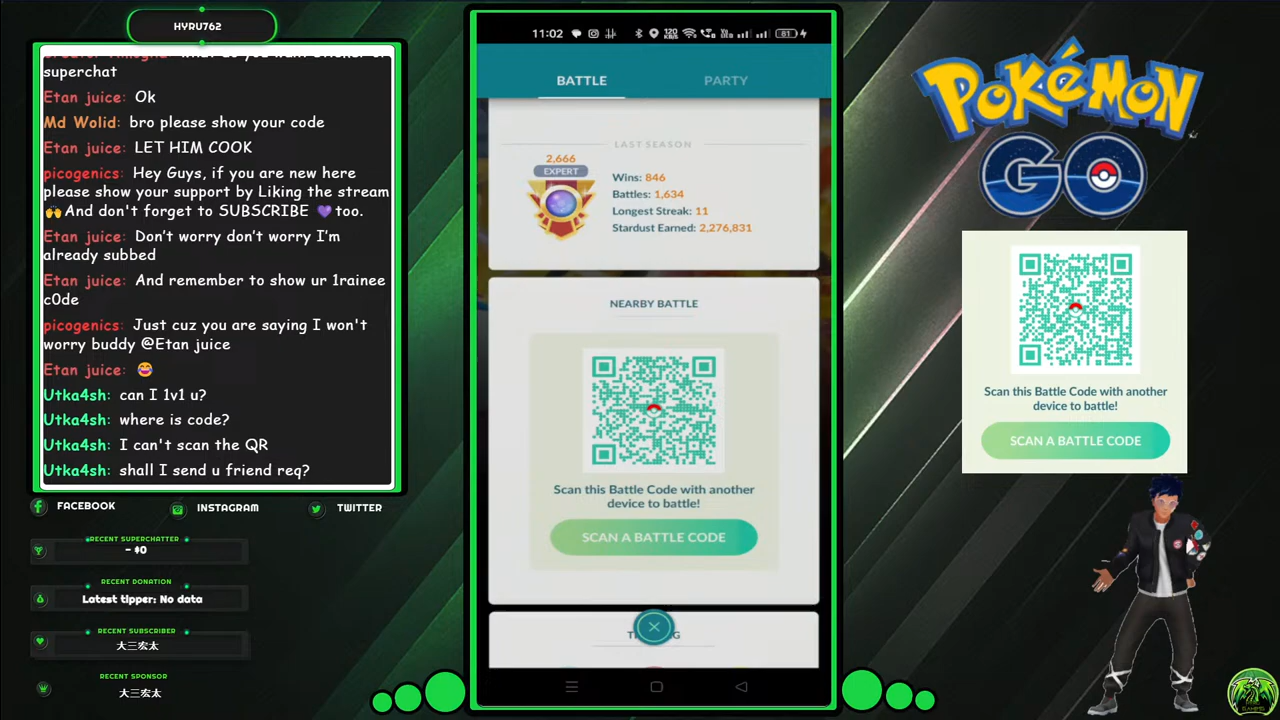 HYRU762
superchat
Etan juice: Ok
Md Wolid: bro please show your code
Etan juice: LET HIM COOK
picogenics: Hey Guys, if you are new here
please show your support by Liking the stream
🙌And don't forget to SUBSCRIBE 💜too.
Etan juice: Don't worry don't worry I'm
already subbed
Etan juice: And remember to show ur 1rainee
c0de
picogenics: Just cuz you are saying I won't
worry buddy @Etan juice
Etan juice: 😂
Utka4sh: can I 1v1 u?
Utka4sh: where is code?
Utka4sh: I can't scan the QR
Utka4sh: shall I send u friend req?
FACEBOOK
INSTAGRAM
TWITTER
RECENT SUPERCHATTER
- $0
RECENT DONATION
Latest tipper: No data
RECENT SUBSCRIBER
大三宏太
RECENT SPONSOR
大三宏太
11:02
120
KB/S
81
BATTLE
PARTY
LAST SEASON
2,666
EXPERT
Wins: 846
Battles: 1,634
Longest Streak: 11
Stardust Earned: 2,276,831
NEARBY BATTLE
Scan this Battle Code with another
device to battle!
SCAN A BATTLE CODE
POKéMON
GO
Scan this Battle Code with another
device to battle!
SCAN A BATTLE CODE